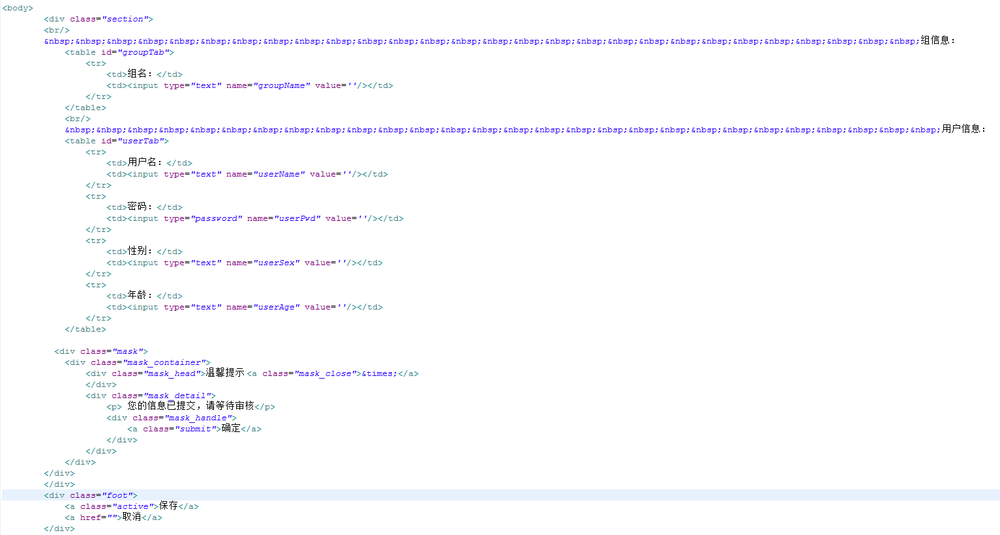 <body>
<div class="section">
<br/>
&nbsp;&nbsp;&nbsp;&nbsp;&nbsp;&nbsp;&nbsp;&nbsp;&nbsp;&nbsp;&nbsp;&nbsp;&nbsp;&nbsp;&nbsp;&nbsp;&nbsp;&nbsp;&nbsp;&nbsp;&nbsp;&nbsp;&nbsp;&nbsp;&nbsp;&nbsp;&nbsp;&nbsp;组信息：
<table id="groupTab">
<tr>
<td>组名：</td>
<td><input type="text" name="groupName" value=''/></td>
</tr>
</table>
<br/>
&nbsp;&nbsp;&nbsp;&nbsp;&nbsp;&nbsp;&nbsp;&nbsp;&nbsp;&nbsp;&nbsp;&nbsp;&nbsp;&nbsp;&nbsp;&nbsp;&nbsp;&nbsp;&nbsp;&nbsp;&nbsp;&nbsp;&nbsp;&nbsp;&nbsp;&nbsp;&nbsp;&nbsp;用户信息：
<table id="userTab">
<tr>
<td>用户名：</td>
<td><input type="text" name="userName" value=''/></td>
</tr>
<tr>
<td>密码：</td>
<td><input type="password" name="userPwd" value=''/></td>
</tr>
<tr>
<td>性别：</td>
<td><input type="text" name="userSex" value=''/></td>
</tr>
<tr>
<td>年龄：</td>
<td><input type="text" name="userAge" value=''/></td>
</tr>
</table>
<div class="mask">
<div class="mask_container">
<div class="mask_head">温馨提示<a class="mask_close">&times;</a>
</div>
<div class="mask_detail">
<p> 您的信息已提交，请等待审核</p>
<div class="mask_handle">
<a class="submit">确定</a>
</div>
</div>
</div>
</div>
</div>
<div class="foot">
<a class="active">保存</a>
<a href="">取消</a>
</div>